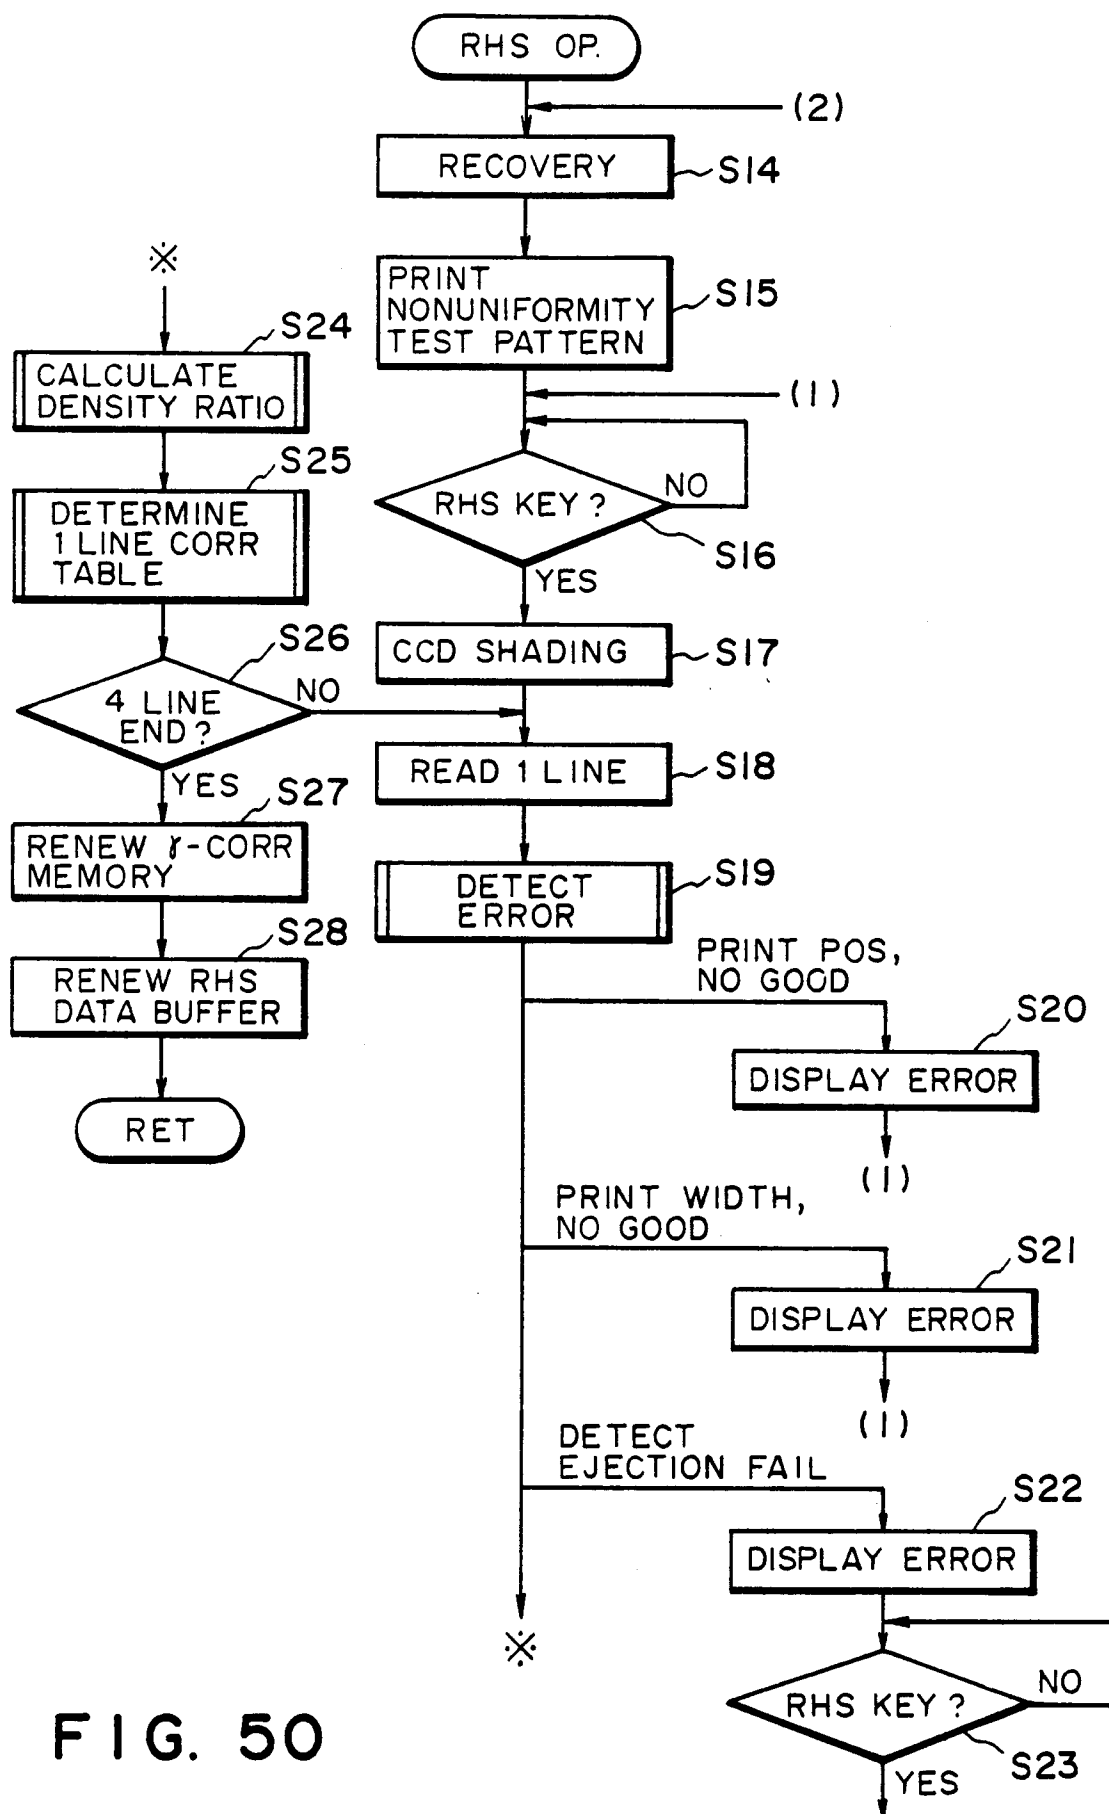 RHS OP.
(2)
RECOVERY
S14
PRINT
NONUNIFORMITY
TEST PATTERN
S15
(1)
RHS KEY?
NO
S16
YES
CCD SHADING
S17
READ 1 LINE
S18
DETECT
ERROR
S19
PRINT POS,
NO GOOD
S20
DISPLAY ERROR
(1)
PRINT WIDTH,
NO GOOD
S21
DISPLAY ERROR
(1)
DETECT
EJECTION FAIL
S22
DISPLAY ERROR
※
RHS KEY?
NO
S23
YES
※
S24
CALCULATE
DENSITY RATIO
S25
DETERMINE
1 LINE CORR
TABLE
S26
4 LINE
END?
NO
YES
S27
RENEW γ-CORR
MEMORY
S28
RENEW RHS
DATA BUFFER
RET
FIG. 50